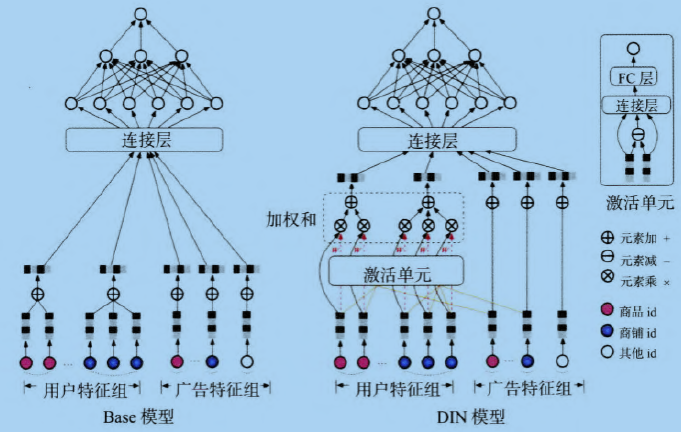 FC 层
连接层
连接层
连接层
激活单元
加权和
激活单元
元素加 +
元素减 −
元素乘 ×
商品 id
商铺 id
其他 id
用户特征组
广告特征组
用户特征组
广告特征组
Base 模型
DIN 模型